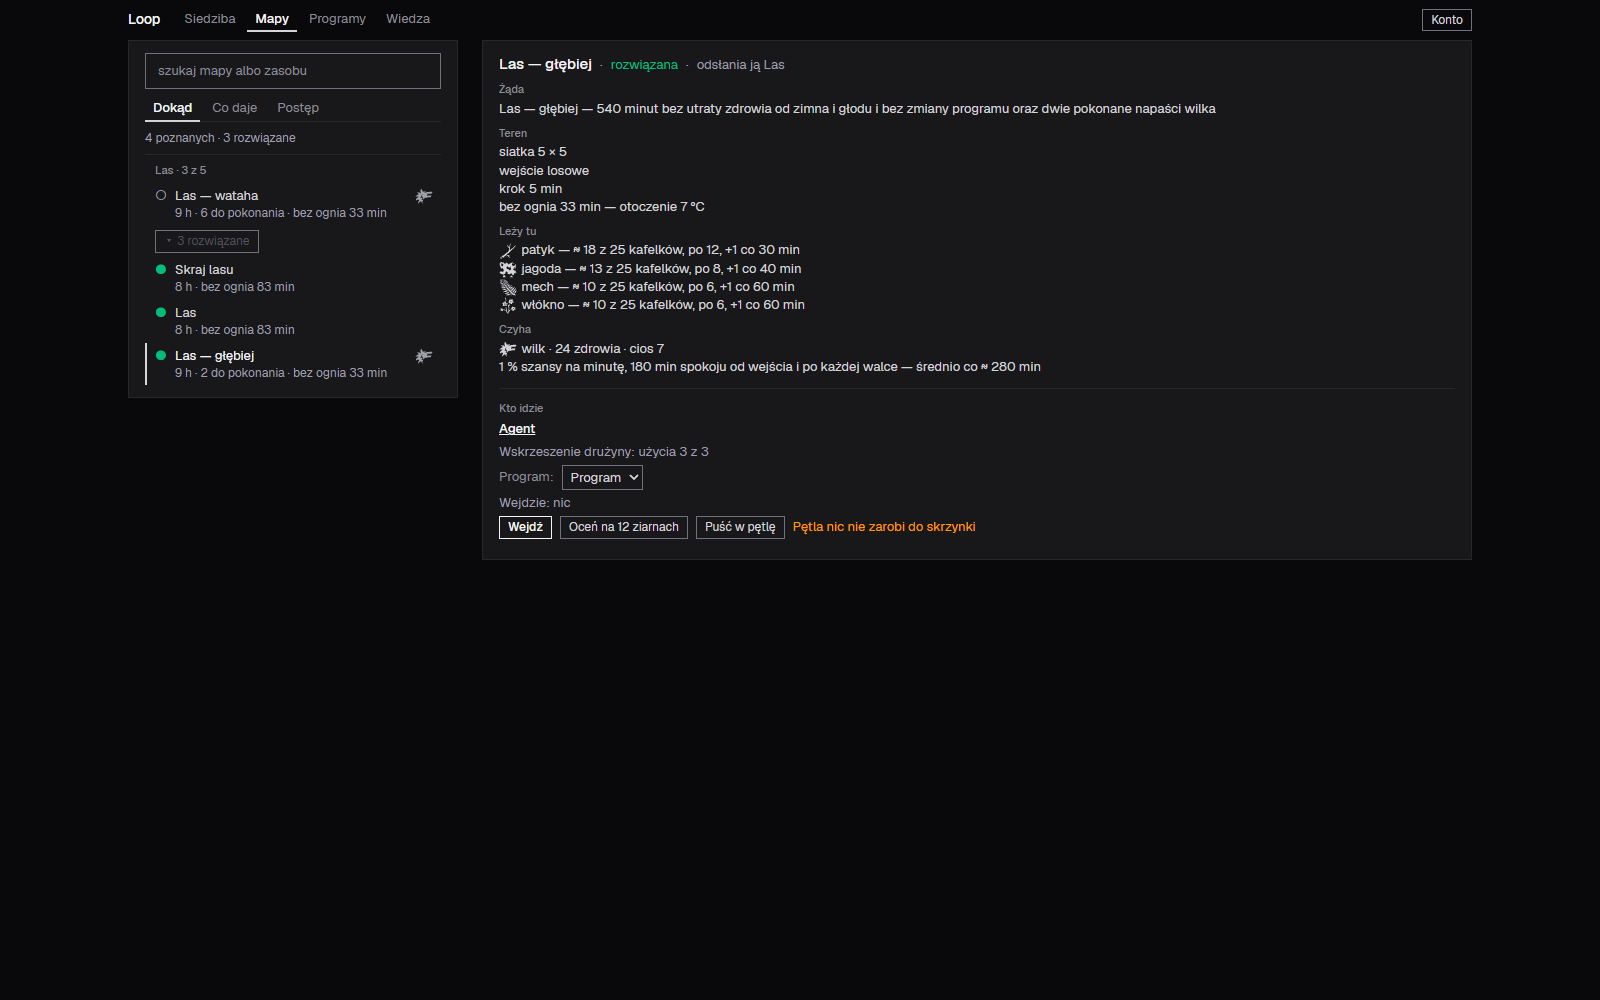 Loop Siedziba Mapy Programy Wiedza Konto
szukaj mapy albo zasobu
Dokąd Co daje Postęp
4 poznanych · 3 rozwiązane
Las · 3 z 5
Las — wataha
9 h · 6 do pokonania · bez ognia 33 min
3 rozwiązane
Skraj lasu
8 h · bez ognia 83 min
Las
8 h · bez ognia 83 min
Las — głębiej
9 h · 2 do pokonania · bez ognia 33 min
Las — głębiej · rozwiązana · odsłania ją Las
Żąda
Las — głębiej — 540 minut bez utraty zdrowia od zimna i głodu i bez zmiany programu oraz dwie pokonane napaści wilka
Teren
siatka 5 × 5
wejście losowe
krok 5 min
bez ognia 33 min — otoczenie 7 °C
Leży tu
patyk — ≈ 18 z 25 kafelków, po 12, +1 co 30 min
jagoda — ≈ 13 z 25 kafelków, po 8, +1 co 40 min
mech — ≈ 10 z 25 kafelków, po 6, +1 co 60 min
włókno — ≈ 10 z 25 kafelków, po 6, +1 co 60 min
Czyha
wilk · 24 zdrowia · cios 7
1 % szansy na minutę, 180 min spokoju od wejścia i po każdej walce — średnio co ≈ 280 min
Kto idzie
Agent
Wskrzeszenie drużyny: użycia 3 z 3
Program: Program
Wejdzie: nic
Wejdź Oceń na 12 ziarnach Puść w pętlę Pętla nic nie zarobi do skrzynki